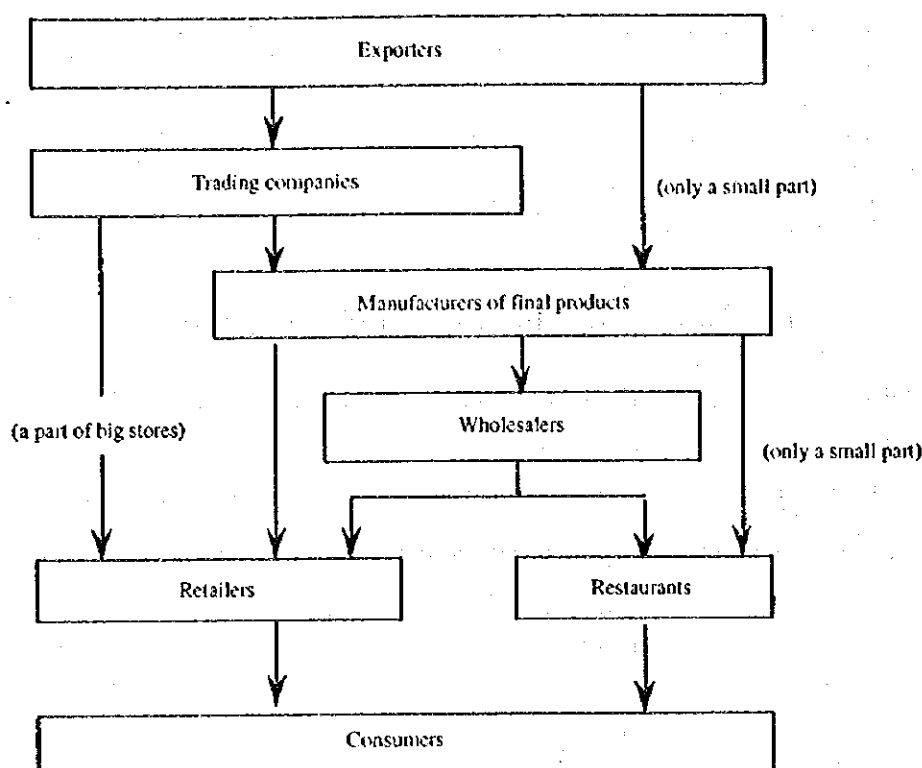 Exporters
Trading companies
(only a small part)
Manufacturers of final products
(a part of big stores)
Wholesalers
(only a small part)
Retailers
Restaurants
Consumers